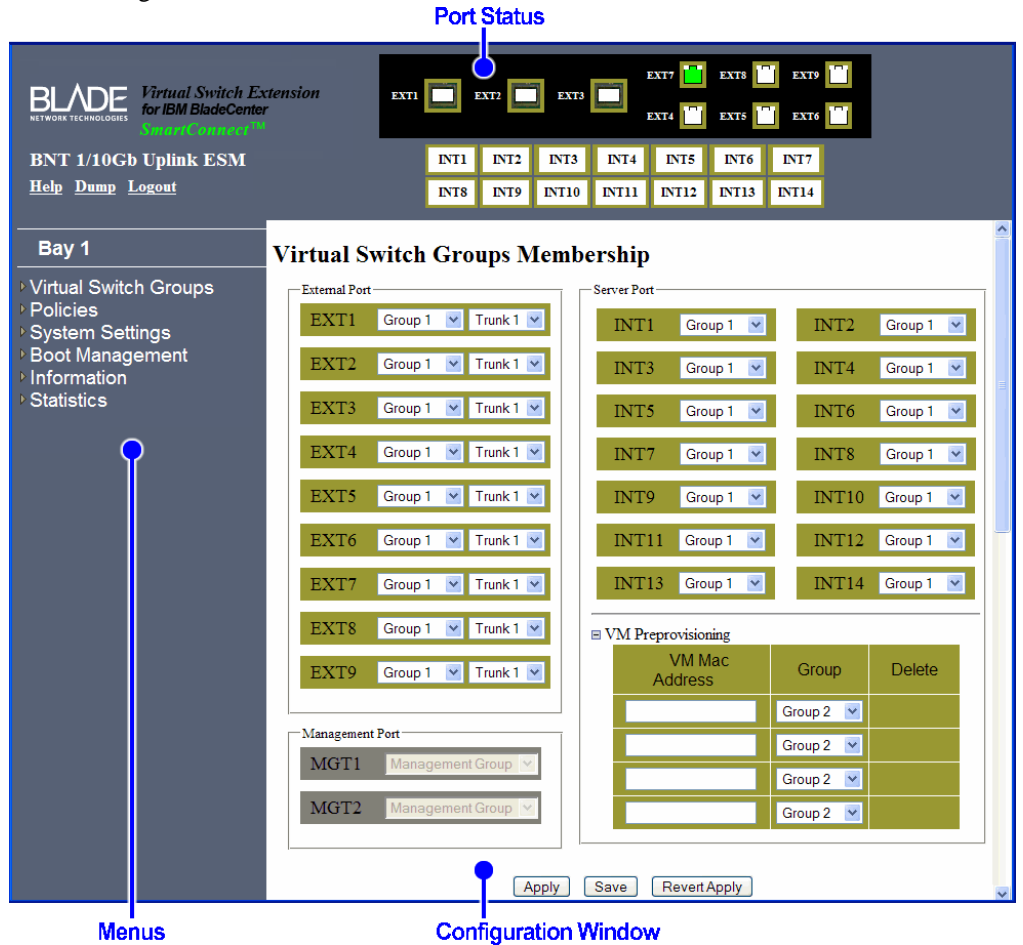 Port Status
BLADE
NETWORK TECHNOLOGIES
Virtual Switch Extension
for IBM BladeCenter
SmartConnect™
BNT 1/10Gb Uplink ESM
Help Dump Logout
EXT1 EXT2 EXT3
EXT7 EXT8 EXT9
EXT4 EXT5 EXT6
INT1 INT2 INT3 INT4 INT5 INT6 INT7
INT8 INT9 INT10 INT11 INT12 INT13 INT14
Bay 1
Virtual Switch Groups
Policies
System Settings
Boot Management
Information
Statistics
Virtual Switch Groups Membership
External Port
EXT1 Group 1 Trunk 1
EXT2 Group 1 Trunk 1
EXT3 Group 1 Trunk 1
EXT4 Group 1 Trunk 1
EXT5 Group 1 Trunk 1
EXT6 Group 1 Trunk 1
EXT7 Group 1 Trunk 1
EXT8 Group 1 Trunk 1
EXT9 Group 1 Trunk 1
Management Port
MGT1 Management Group
MGT2 Management Group
Server Port
INT1 Group 1 INT2 Group 1
INT3 Group 1 INT4 Group 1
INT5 Group 1 INT6 Group 1
INT7 Group 1 INT8 Group 1
INT9 Group 1 INT10 Group 1
INT11 Group 1 INT12 Group 1
INT13 Group 1 INT14 Group 1
VM Preprovisioning
VM Mac
Address
Group
Delete
Group 2
Group 2
Group 2
Group 2
Apply Save Revert Apply
Menus
Configuration Window